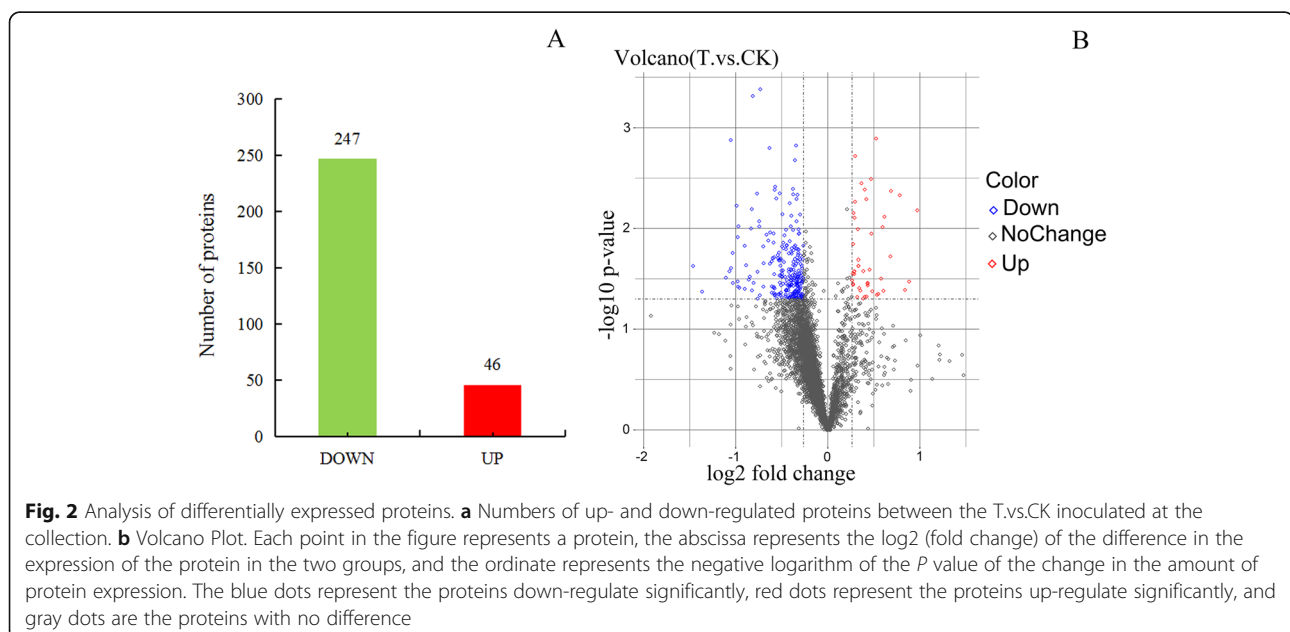 A
300
250
200
150
100
50
0
Number of proteins
247
46
DOWN
UP
B
Volcano(T.vs.CK)
3
2
1
0
-log10 p-value
-2
-1
0
1
log2 fold change
Color
Down
NoChange
Up
Fig. 2 Analysis of differentially expressed proteins. a Numbers of up- and down-regulated proteins between the T.vs.CK inoculated at the
collection. b Volcano Plot. Each point in the figure represents a protein, the abscissa represents the log2 (fold change) of the difference in the
expression of the protein in the two groups, and the ordinate represents the negative logarithm of the P value of the change in the amount of
protein expression. The blue dots represent the proteins down-regulate significantly, red dots represent the proteins up-regulate significantly, and
gray dots are the proteins with no difference